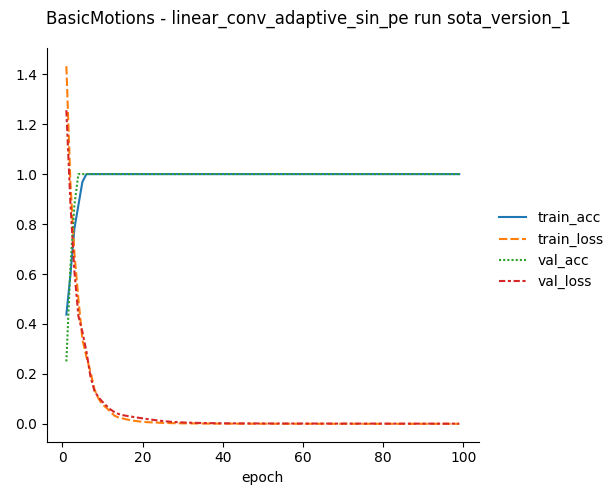 BasicMotions - linear_conv_adaptive_sin_pe run sota_version_1
1.4
1.2
1.0
0.8
0.6
0.4
0.2
0.0
0 20 40 60 80 100
epoch
train_acc
train_loss
val_acc
val_loss